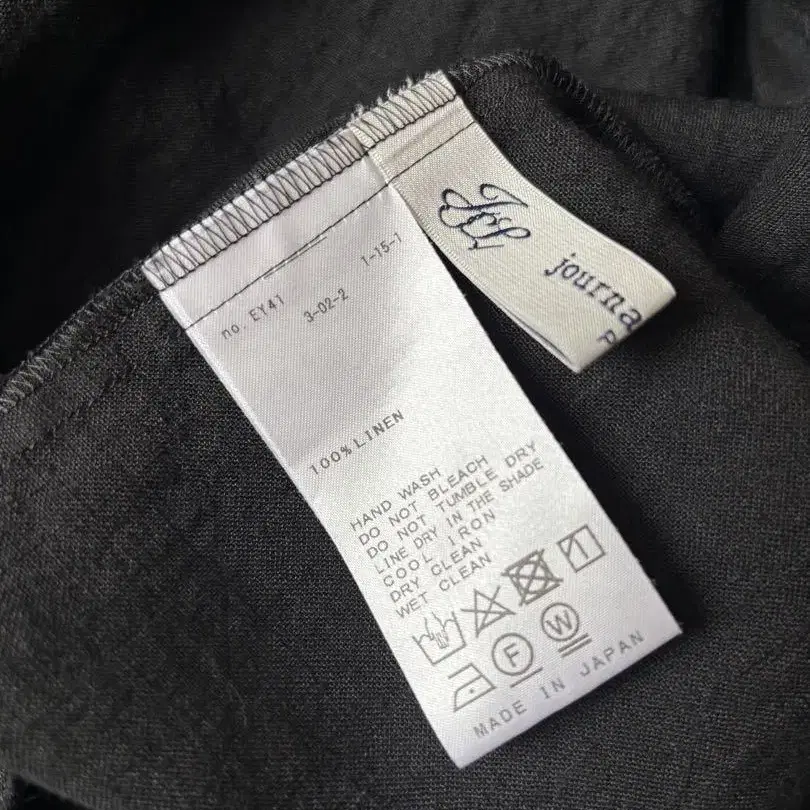 no. EY41
3-02-2
1-15-1
100% LINEN
HAND WASH
DO NOT BLEACH
DO NOT TUMBLE DRY
LINE DRY IN THE SHADE
COOL IRON
DRY CLEAN
WET CLEAN
F
W
MADE IN JAPAN
journa